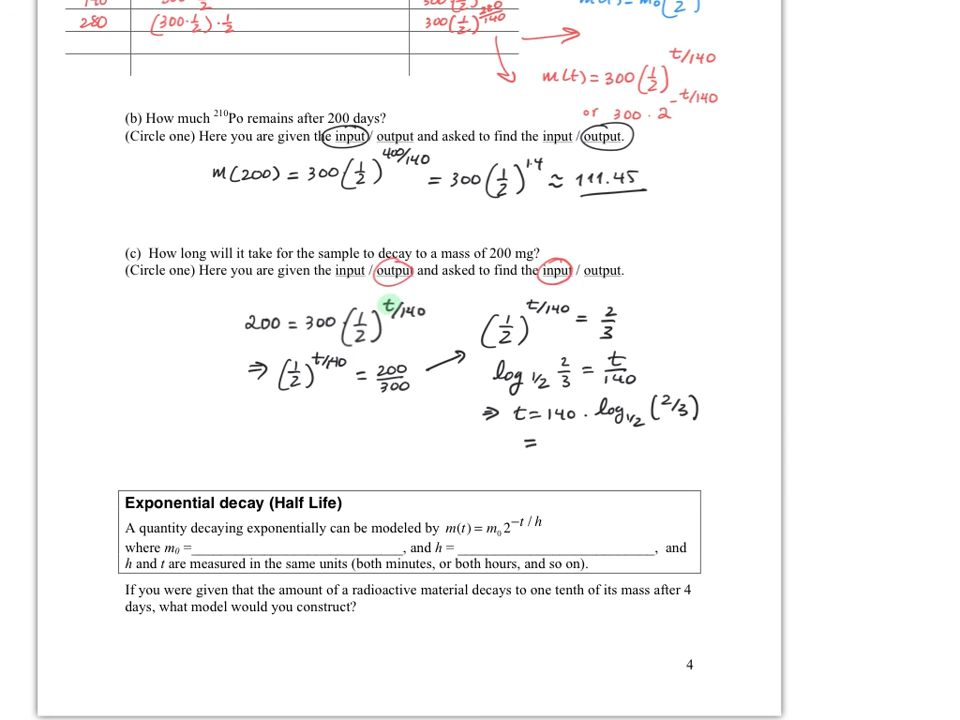 280 (300·½)·½ 300(½)^280/140
m(t) = 300(½)^t/140
or 300·2^-t/140
(b) How much ²¹⁰Po remains after 200 days?
(Circle one) Here you are given the input/ output and asked to find the input / output.
m(200) = 300(½)^400/140 = 300(½)^1.4 ≈ 111.45
(c) How long will it take for the sample to decay to a mass of 200 mg?
(Circle one) Here you are given the input / output and asked to find the input / output.
200 = 300(½)^t/140
⇒ (½)^t/140 = 200/300 →
(½)^t/140 = 2/3
log 1/2 2/3 = t/140
⇒ t = 140 · log1/2 (2/3)
=
Exponential decay (Half Life)
A quantity decaying exponentially can be modeled by m(t) = m₀2^−t/h
where m₀ =____________________, and h = ____________________, and
h and t are measured in the same units (both minutes, or both hours, and so on).
If you were given that the amount of a radioactive material decays to one tenth of its mass after 4
days, what model would you construct?
4